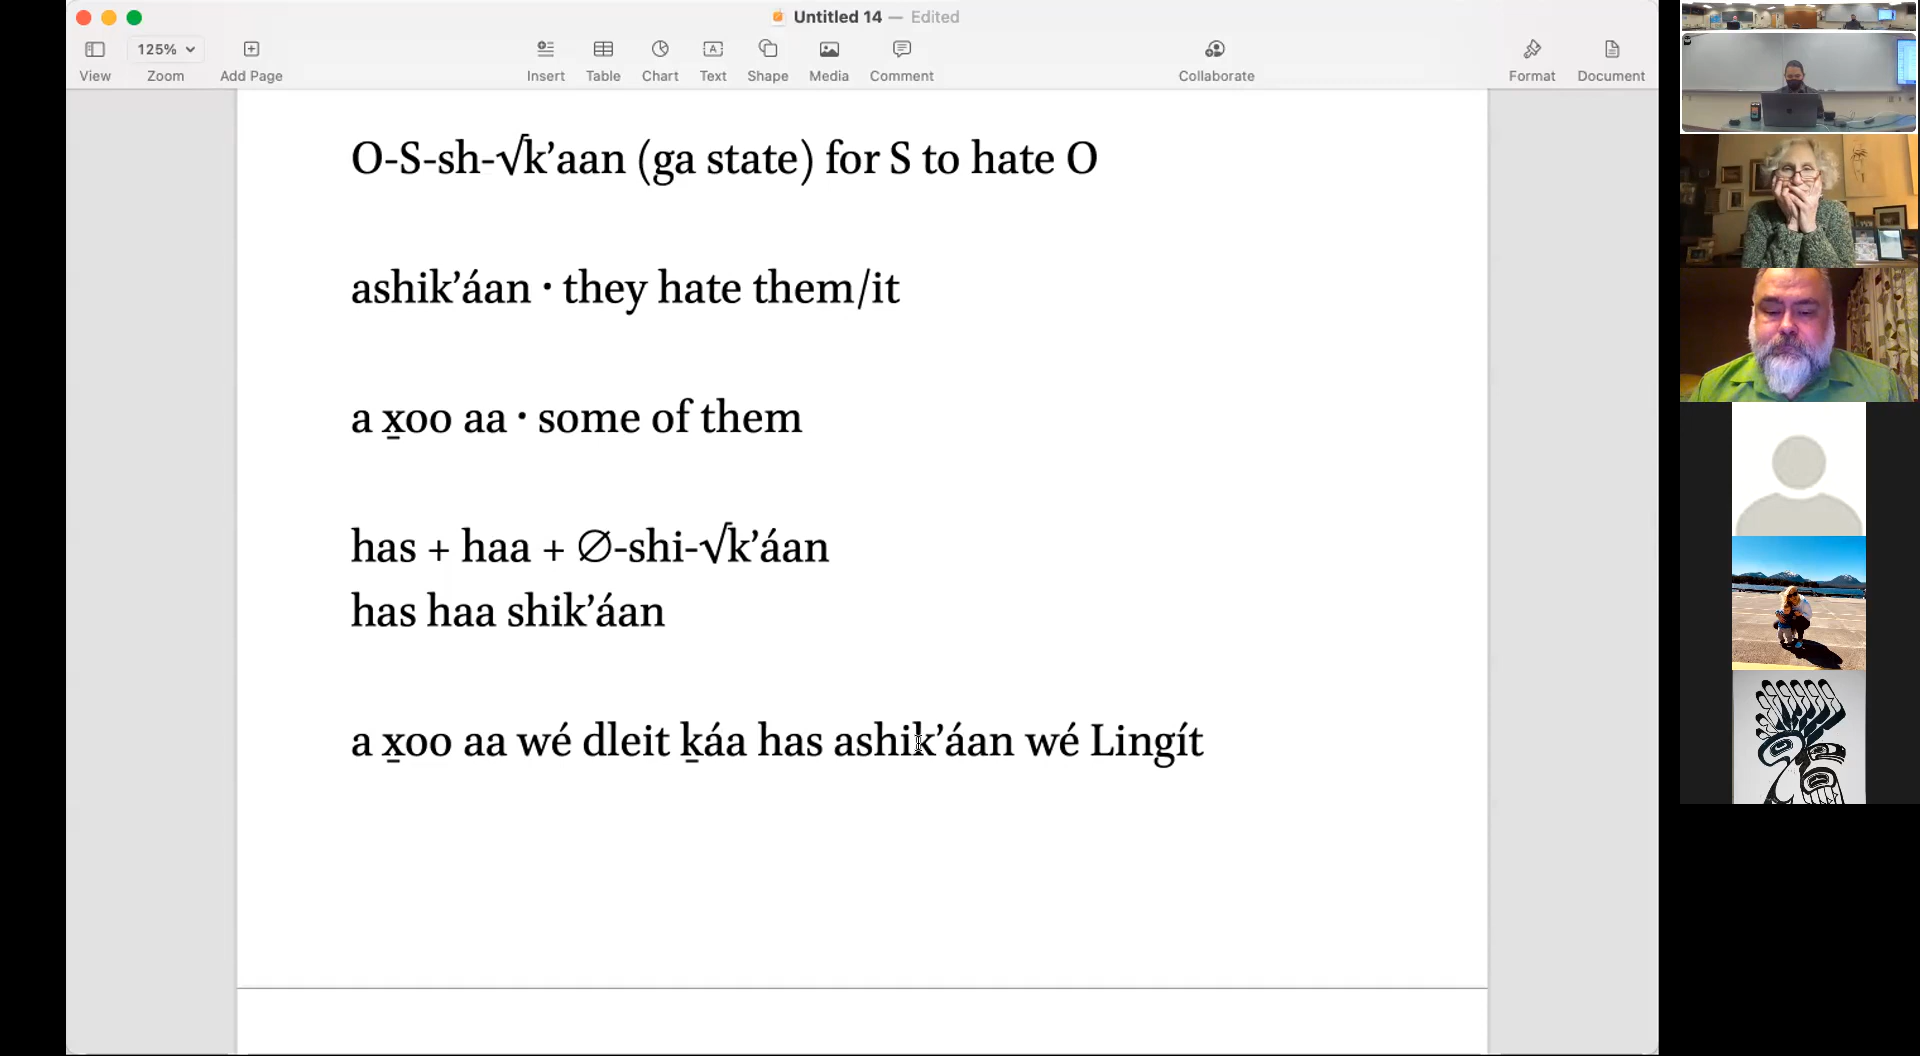 Untitled 14 — Edited
125%
View Zoom Add Page Insert Table Chart Text Shape Media Comment Collaborate Format Document
O-S-sh-√k’aan (ga state) for S to hate O
ashik’áan · they hate them/it
a x̱oo aa · some of them
has + haa + ∅-shi-√k’áan
has haa shik’áan
a x̱oo aa wé dleit ḵáa has ashik’áan wé Lingít